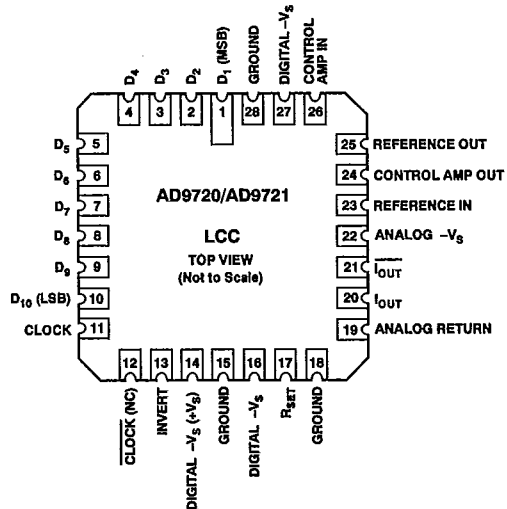 D4
D3
D2
D1 (MSB)
GROUND
DIGITAL –VS
CONTROL
AMP IN
4
3
2
1
28
27
26
D5 5
D6 6
D7 7
D8 8
D9 9
D10 (LSB) 10
CLOCK 11
AD9720/AD9721
LCC
TOP VIEW
(Not to Scale)
25 REFERENCE OUT
24 CONTROL AMP OUT
23 REFERENCE IN
22 ANALOG –VS
21 I̅O̅U̅T̅
20 IOUT
19 ANALOG RETURN
12
13
14
15
16
17
18
C̅L̅O̅C̅K̅ (NC)
INVERT
DIGITAL –VS (+VS)
GROUND
DIGITAL –VS
RSET
GROUND